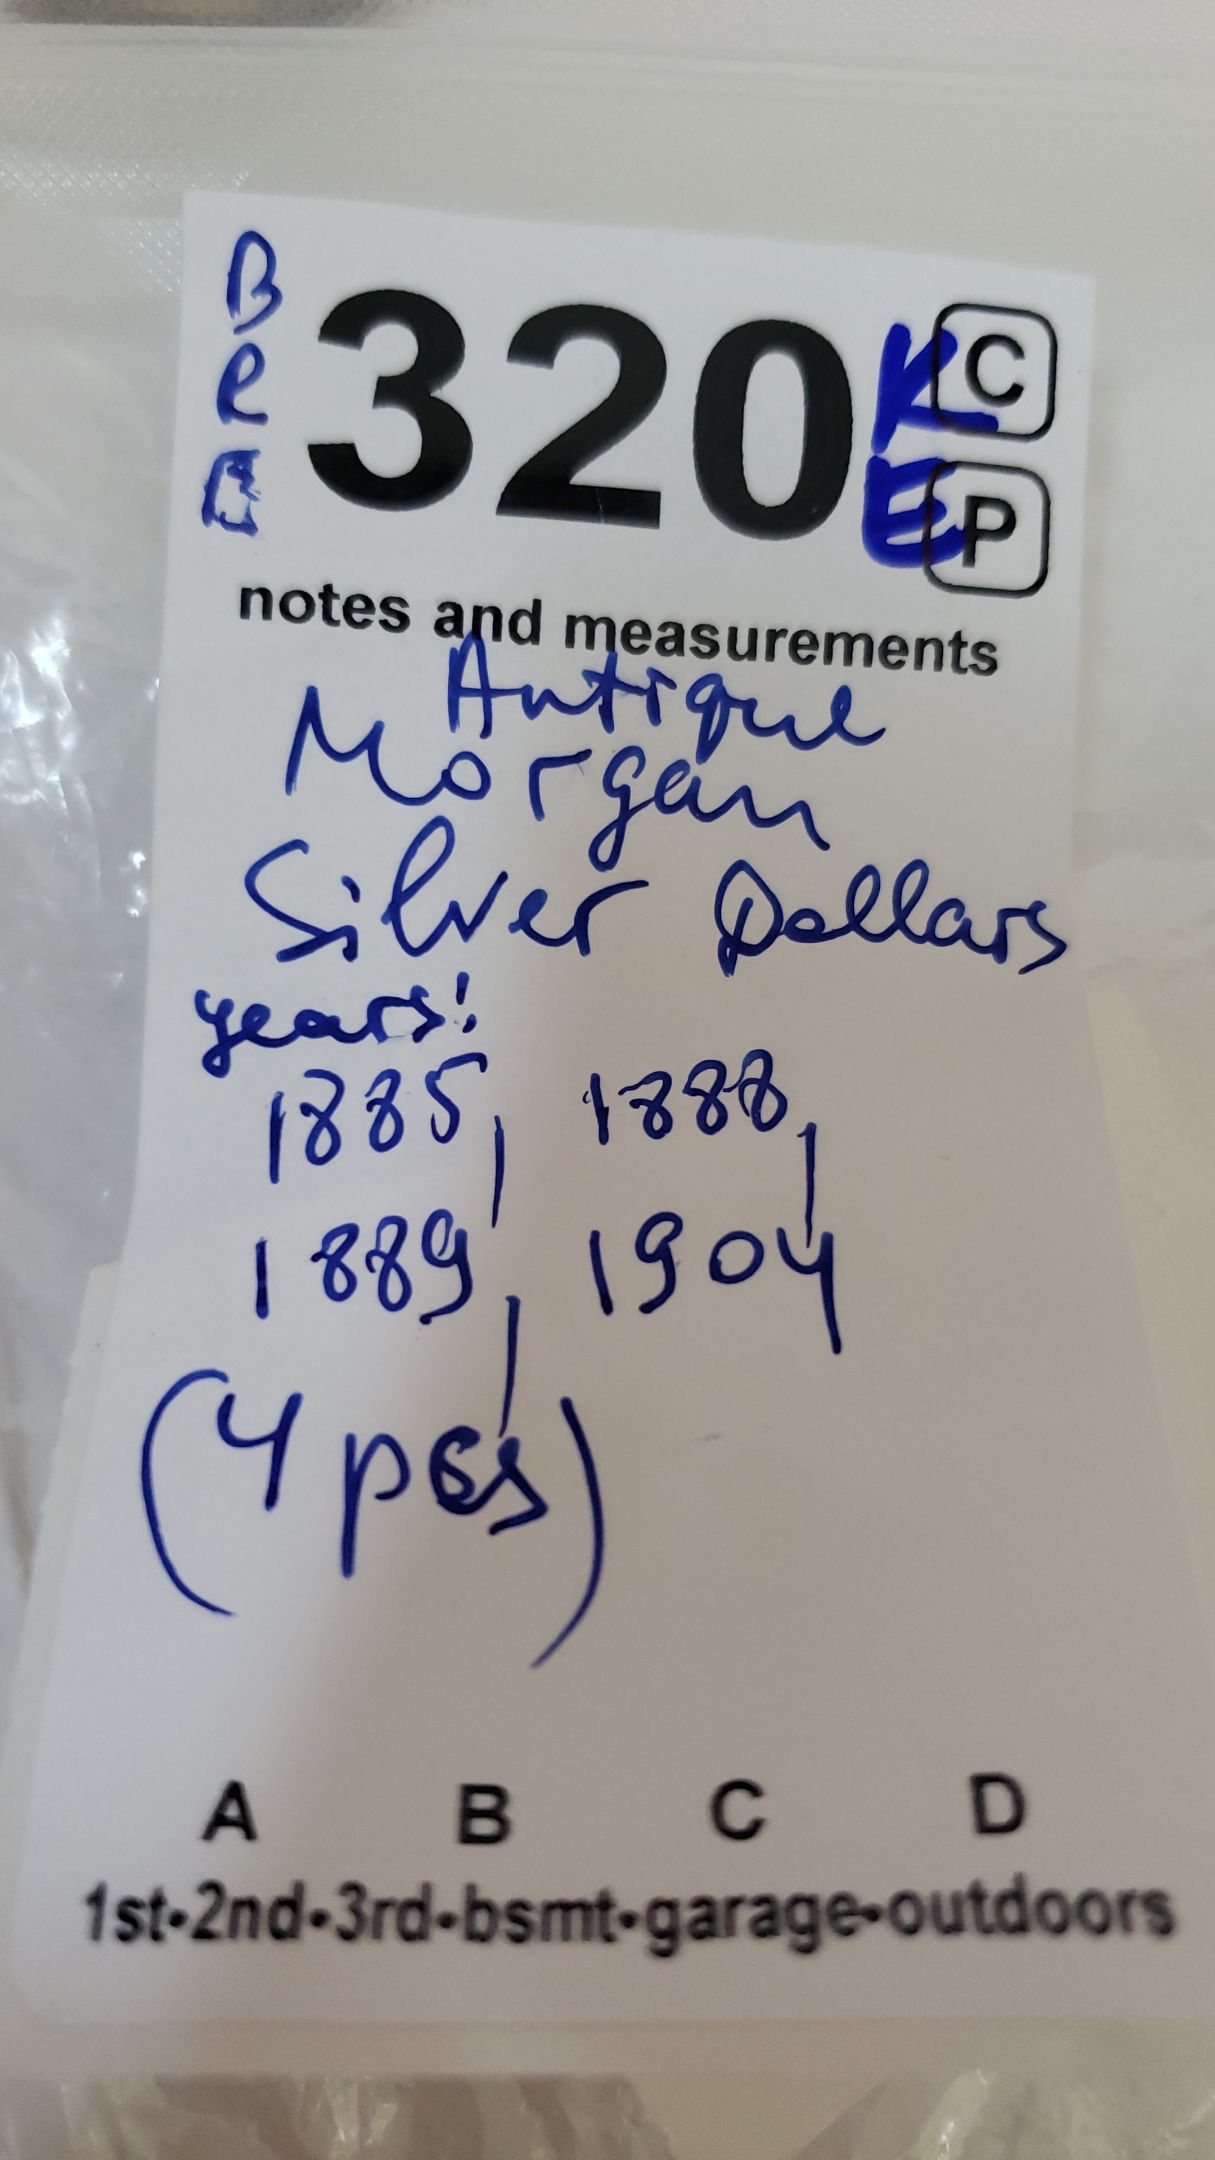 B
R
320 K C
E P
notes and measurements
Antique
Morgan
Silver Dollars
years:
1885, 1888,
1889, 1904
(4 pcs)
A B C D
1st-2nd-3rd-bsmt-garage-outdoors